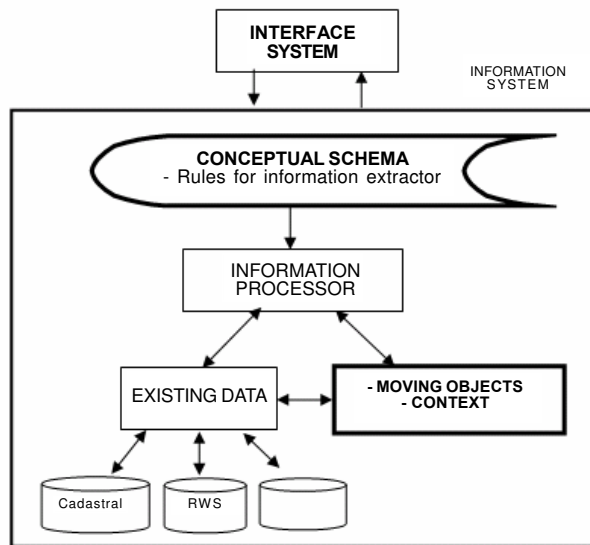 INTERFACE
SYSTEM
INFORMATION
SYSTEM
CONCEPTUAL SCHEMA
- Rules for information extractor
INFORMATION
PROCESSOR
EXISTING DATA
- MOVING OBJECTS
- CONTEXT
Cadastral
RWS